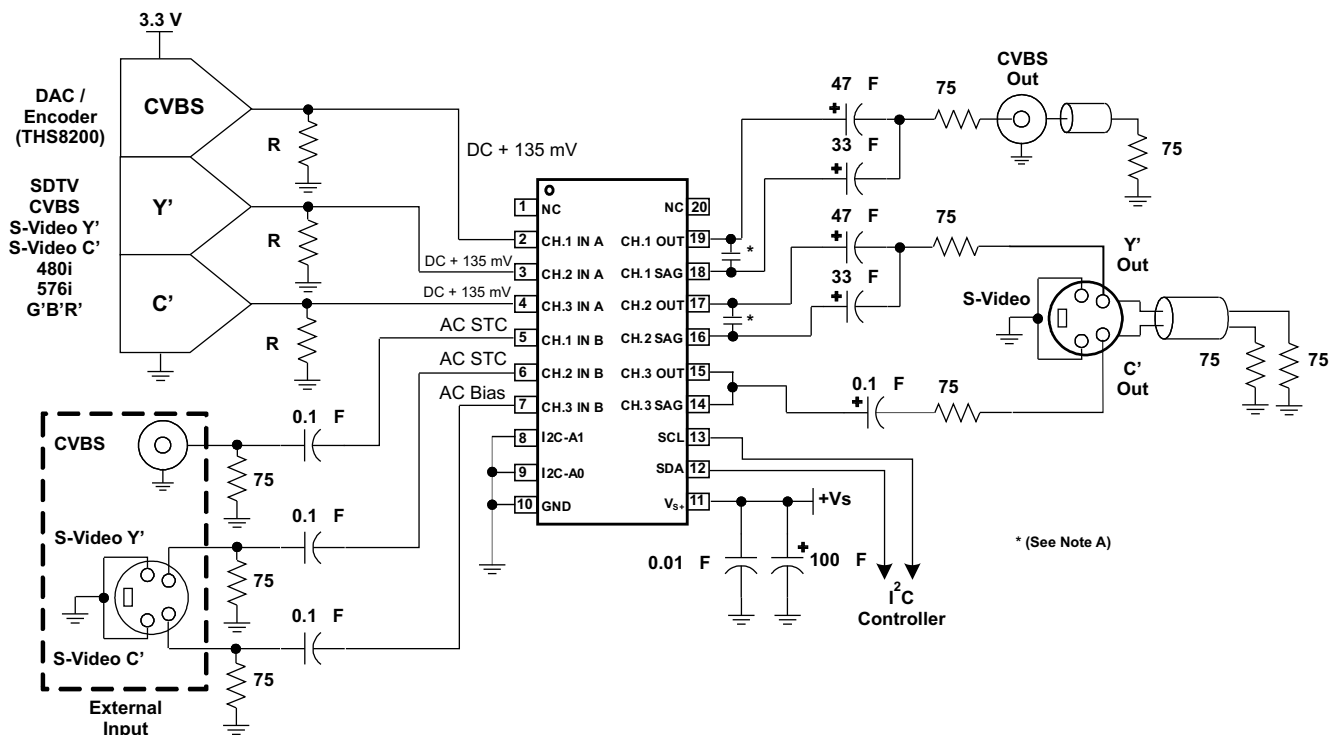 3.3 V
DAC /
Encoder
(THS8200)
SDTV
CVBS
S-Video Y'
S-Video C'
480i
576i
G'B'R'
CVBS
Y'
C'
R
R
R
DC + 135 mV
DC + 135 mV
DC + 135 mV
AC STC
AC STC
AC Bias
CVBS
S-Video Y'
S-Video C'
External
Input
0.1 F
75
0.1 F
75
0.1 F
75
1 NC
2 CH.1 IN A
3 CH.2 IN A
4 CH.3 IN A
5 CH.1 IN B
6 CH.2 IN B
7 CH.3 IN B
8 I2C-A1
9 I2C-A0
10 GND
NC 20
CH.1 OUT 19
CH.1 SAG 18
CH.2 OUT 17
CH.2 SAG 16
CH.3 OUT 15
CH.3 SAG 14
SCL 13
SDA 12
VS+ 11
*
*
47 F
+
33 F
+
75
CVBS
Out
75
47 F
+
33 F
+
75
Y'
Out
S-Video
C'
Out
75
75
0.1 F
+
75
+Vs
0.01 F
+
100 F
I2C
Controller
* (See Note A)